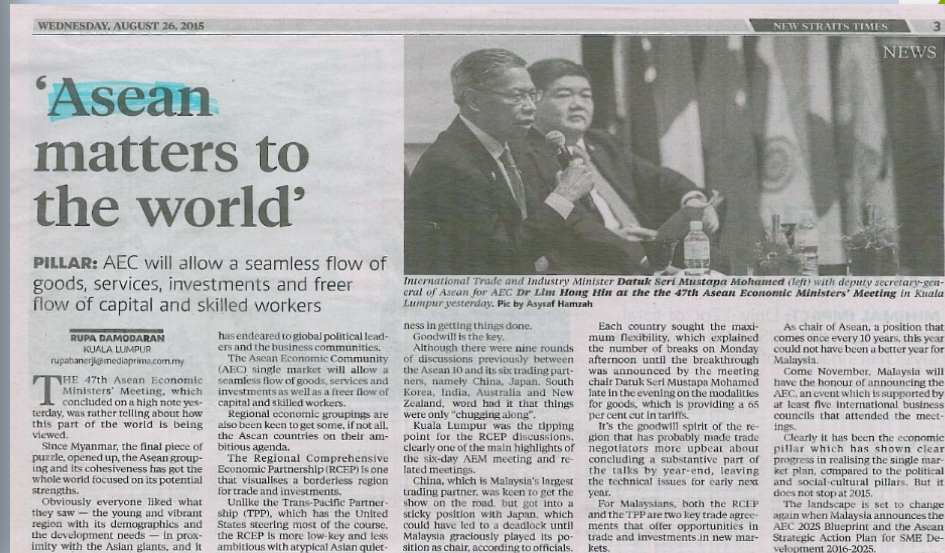 WEDNESDAY, AUGUST 26, 2015
NEW STRAITS TIMES
3
NEWS
'Asean
matters to
the world'
PILLAR: AEC will allow a seamless flow of
goods, services, investments and freer
flow of capital and skilled workers
International Trade and Industry Minister Datuk Seri Mustapa Mohamed (left) with deputy secretary-gen-
eral of Asean for AEC Dr Lim Hong Hin at the the 47th Asean Economic Ministers' Meeting in Kuala
Lumpur yesterday. Pic by Asyraf Hamzah
RUPA DAMODARAN
KUALA LUMPUR
rupabanerji@mediaprima.com.my
THE 47th Asean Economic
Ministers' Meeting, which
concluded on a high note yes-
terday, was rather telling about how
this part of the world is being
viewed.
Since Myanmar, the final piece of
puzzle, opened up, the Asean group-
ing and its cohesiveness has got the
whole world focused on its potential
strengths.
Obviously everyone liked what
they saw — the young and vibrant
region with its demographics and
the development needs — in prox-
imity with the Asian giants, and it
has endeared to global political lead-
ers and the business communities.
The Asean Economic Community
(AEC) single market will allow a
seamless flow of goods, services and
investments as well as a freer flow of
capital and skilled workers.
Regional economic groupings are
also been keen to get some, if not all,
the Asean countries on their am-
bitious agenda.
The Regional Comprehensive
Economic Partnership (RCEP) is one
that visualises a borderless region
for trade and investments.
Unlike the Trans-Pacific Partner-
ship (TPP), which has the United
States steering most of the course,
the RCEP is more low-key and less
ambitious with atypical Asian quiet-
ness in getting things done.
Goodwill is the key.
Although there were nine rounds
of discussions previously between
the Asean 10 and its six trading part-
ners, namely China, Japan, South
Korea, India, Australia and New
Zealand, word had it that things
were only "chugging along".
Kuala Lumpur was the tipping
point for the RCEP discussions,
clearly one of the main highlights of
the six-day AEM meeting and re-
lated meetings.
China, which is Malaysia's largest
trading partner, was keen to get the
show on the road, but got into a
sticky position with Japan, which
could have led to a deadlock until
Malaysia graciously played its po-
sition as chair, according to officials.
Each country sought the maxi-
mum flexibility, which explained
the number of breaks on Monday
afternoon until the breakthrough
was announced by the meeting
chair Datuk Seri Mustapa Mohamed
late in the evening on the modalities
for goods, which is providing a 65
per cent cut in tariffs.
It's the goodwill spirit of the re-
gion that has probably made trade
negotiators more upbeat about
concluding a substantive part of
the talks by year-end, leaving
the technical issues for early next
year.
For Malaysians, both the RCEP
and the TPP are two key trade agree-
ments that offer opportunities in
trade and investments in new mar-
kets.
As chair of Asean, a position that
comes once every 10 years, this year
could not have been a better year for
Malaysia.
Come November, Malaysia will
have the honour of announcing the
AEC, an event which is supported by
at least five international business
councils that attended the meet-
ings.
Clearly it has been the economic
pillar which has shown clear
progress in realising the single mar-
ket plan, compared to the political
and social-cultural pillars. But it
does not stop at 2015.
The landscape is set to change
again when Malaysia announces the
AEC 2025 Blueprint and the Asean
Strategic Action Plan for SME De-
velopment 2016-2025.